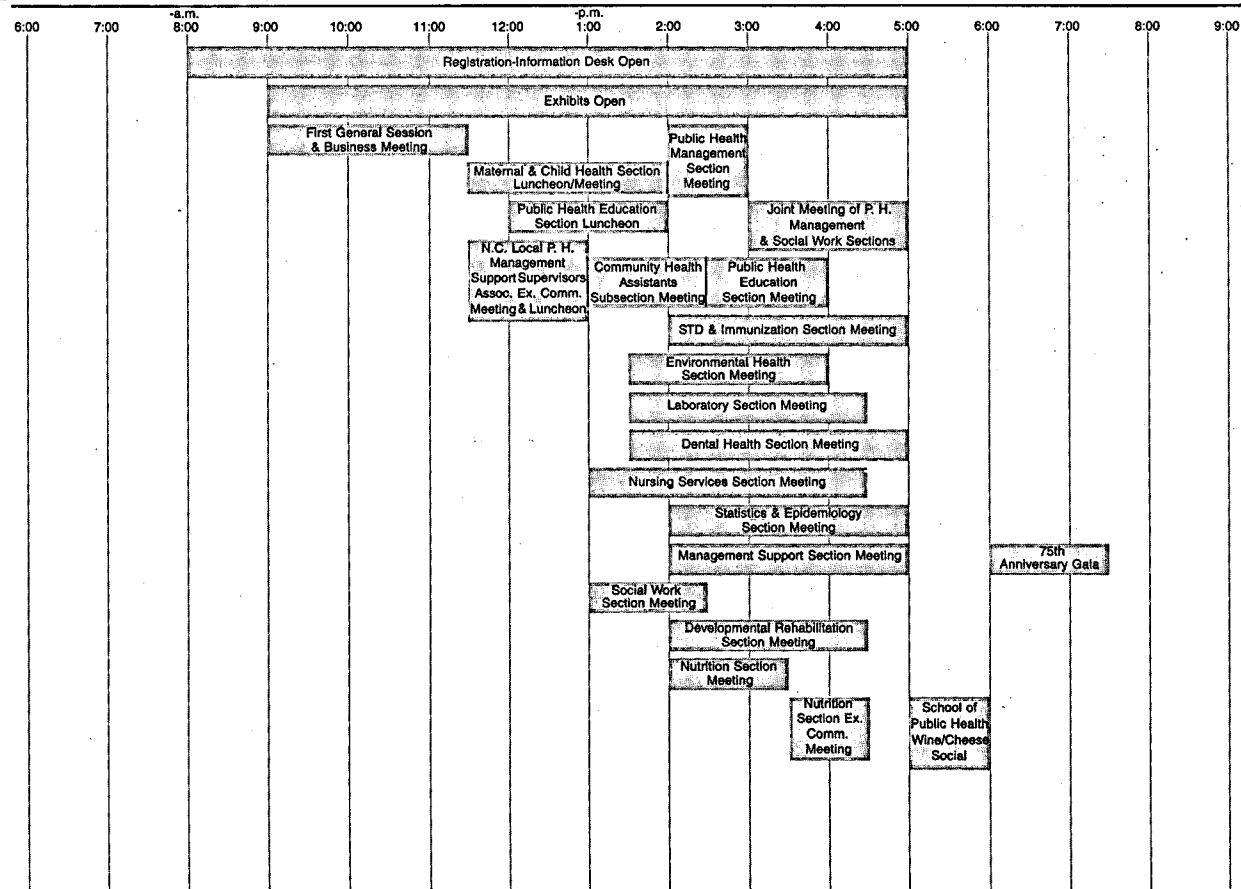 -a.m.
-p.m.
6:00 7:00 8:00 9:00 10:00 11:00 12:00 1:00 2:00 3:00 4:00 5:00 6:00 7:00 8:00 9:00
Registration-Information Desk Open
Exhibits Open
First General Session
& Business Meeting
Public Health
Management
Section
Meeting
Maternal & Child Health Section
Luncheon/Meeting
Public Health Education
Section Luncheon
Joint Meeting of P. H.
Management
& Social Work Sections
N.C. Local P. H.
Management
Support Supervisors
Assoc. Ex. Comm.
Meeting & Luncheon
Community Health
Assistants
Subsection Meeting
Public Health
Education
Section Meeting
STD & Immunization Section Meeting
Environmental Health
Section Meeting
Laboratory Section Meeting
Dental Health Section Meeting
Nursing Services Section Meeting
Statistics & Epidemiology
Section Meeting
Management Support Section Meeting
75th
Anniversary Gala
Social Work
Section Meeting
Developmental Rehabilitation
Section Meeting
Nutrition Section
Meeting
Nutrition
Section Ex.
Comm.
Meeting
School of
Public Health
Wine/Cheese
Social